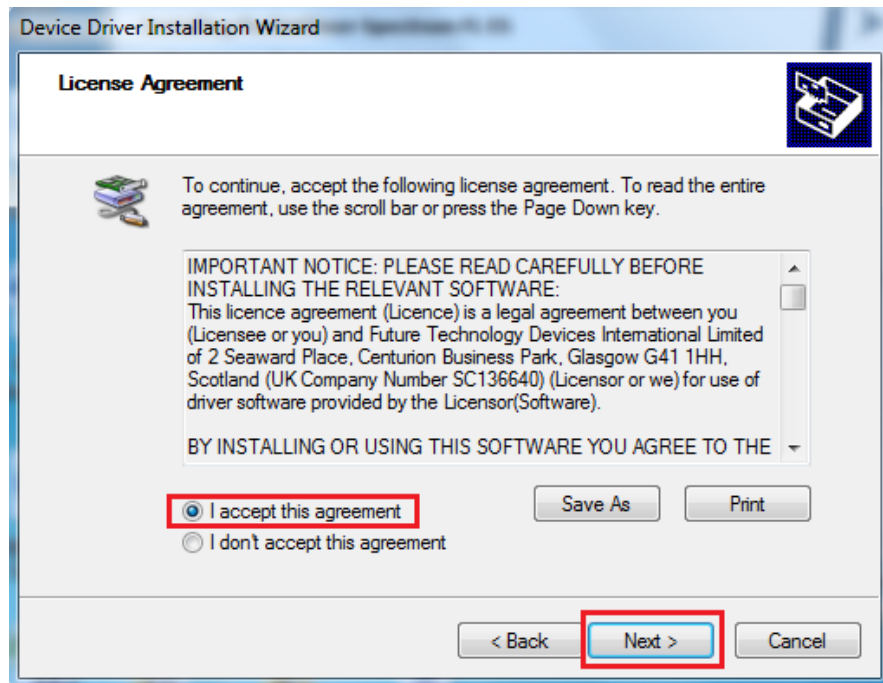 Device Driver Installation Wizard
License Agreement
To continue, accept the following license agreement. To read the entire
agreement, use the scroll bar or press the Page Down key.
IMPORTANT NOTICE: PLEASE READ CAREFULLY BEFORE
INSTALLING THE RELEVANT SOFTWARE:
This licence agreement (Licence) is a legal agreement between you
(Licensee or you) and Future Technology Devices International Limited
of 2 Seaward Place, Centurion Business Park, Glasgow G41 1HH,
Scotland (UK Company Number SC136640) (Licensor or we) for use of
driver software provided by the Licensor(Software).
BY INSTALLING OR USING THIS SOFTWARE YOU AGREE TO THE
I accept this agreement
Save As
Print
I don't accept this agreement
< Back
Next >
Cancel